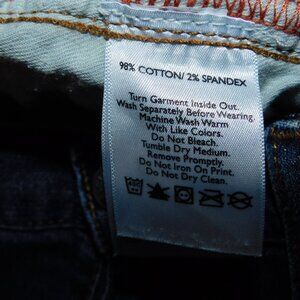 98% COTTON/ 2% SPANDEX
Turn Garment Inside Out.
Wash Separately Before Wearing.
Machine Wash Warm
With Like Colors.
Do Not Bleach.
Tumble Dry Medium.
Remove Promptly.
Do Not Iron On Print.
Do Not Dry Clean.